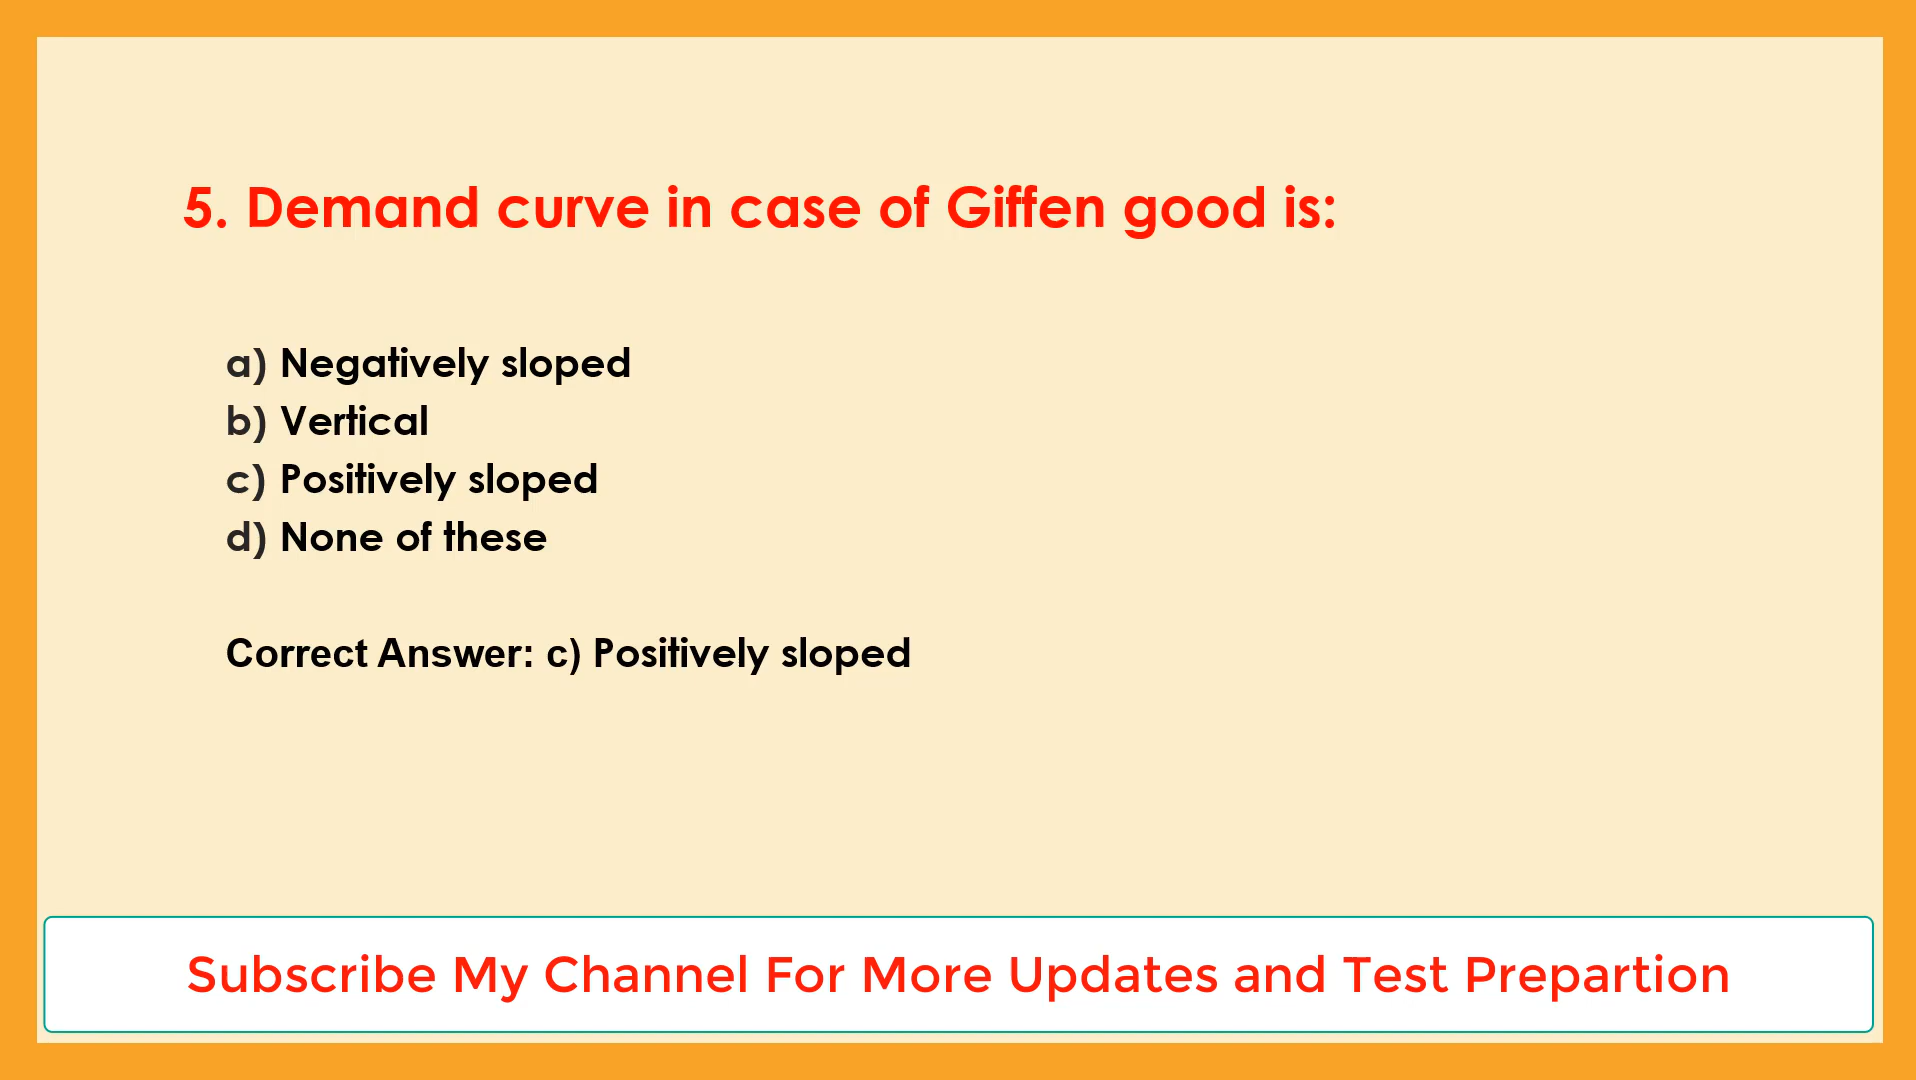 5. Demand curve in case of Giffen good is:
a) Negatively sloped
b) Vertical
c) Positively sloped
d) None of these
Correct Answer: c) Positively sloped
Subscribe My Channel For More Updates and Test Prepartion